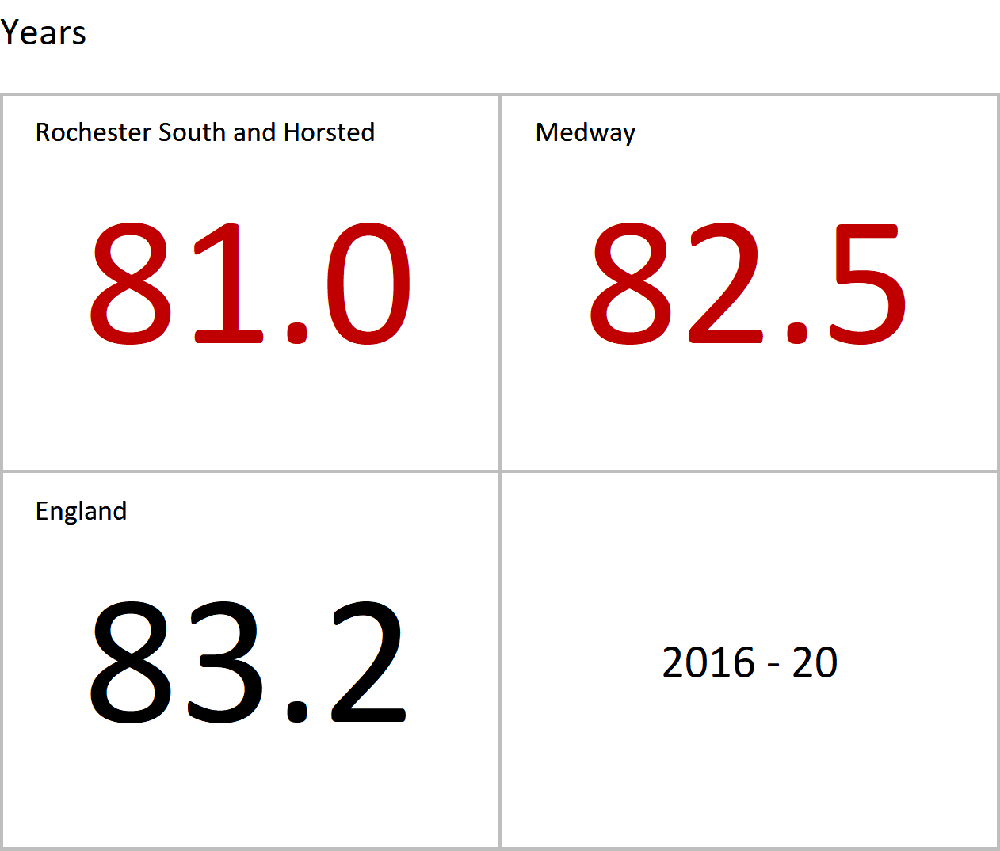 Years
Rochester South and Horsted
81.0
Medway
82.5
England
83.2
2016 - 20